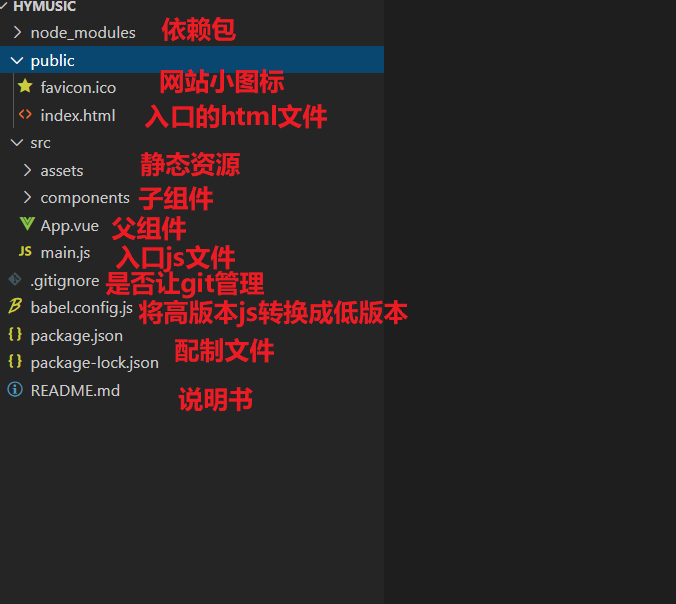 HYMUSIC
node_modules 依赖包
public
favicon.ico 网站小图标
index.html 入口的html文件
src
assets 静态资源
components 子组件
App.vue 父组件
JS main.js 入口js文件
.gitignore 是否让git管理
babel.config.js 将高版本js转换成低版本
{} package.json
配制文件
{} package-lock.json
README.md 说明书